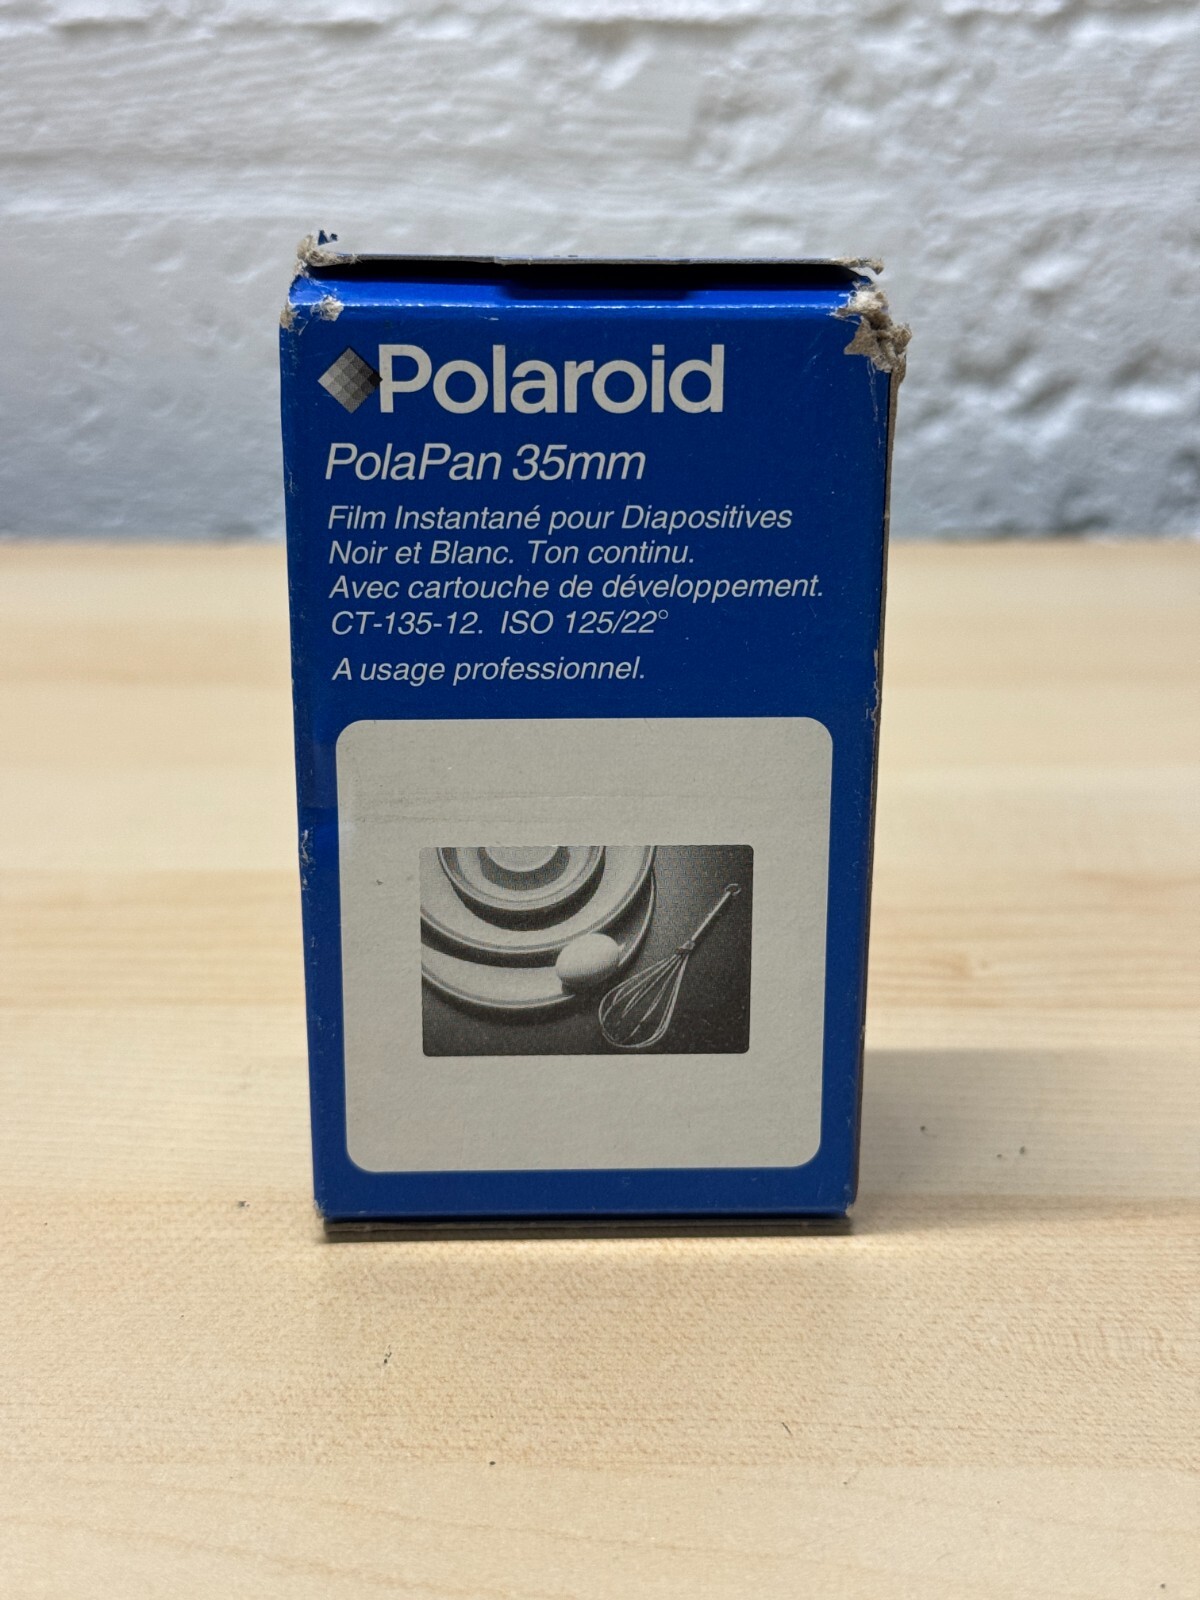 Polaroid
PolaPan 35mm
Film Instantané pour Diapositives
Noir et Blanc. Ton continu.
Avec cartouche de développement.
CT-135-12. ISO 125/22°
A usage professionnel.